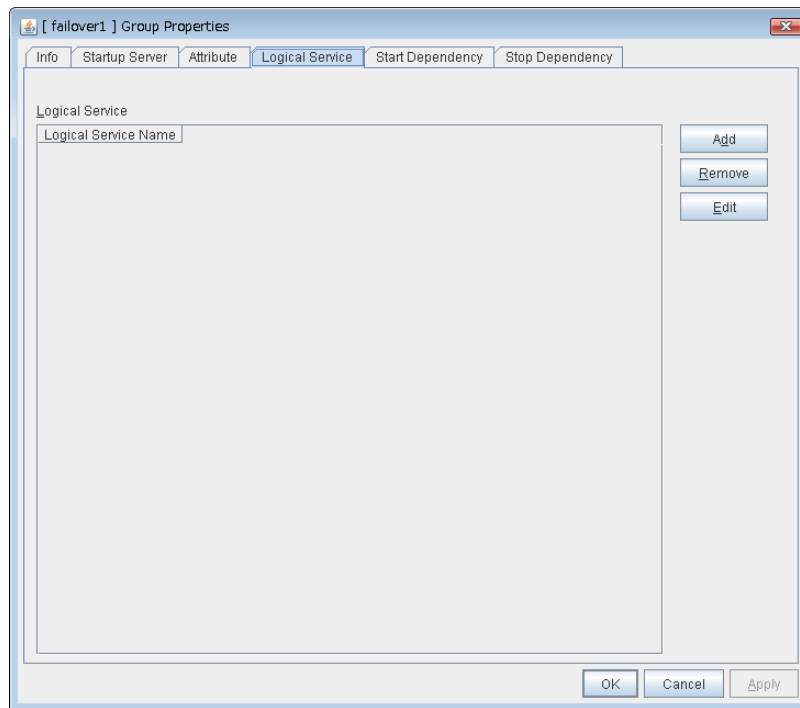 [ failover1 ] Group Properties
Info Startup Server Attribute Logical Service Start Dependency Stop Dependency
Logical Service
Logical Service Name
Add
Remove
Edit
OK Cancel Apply